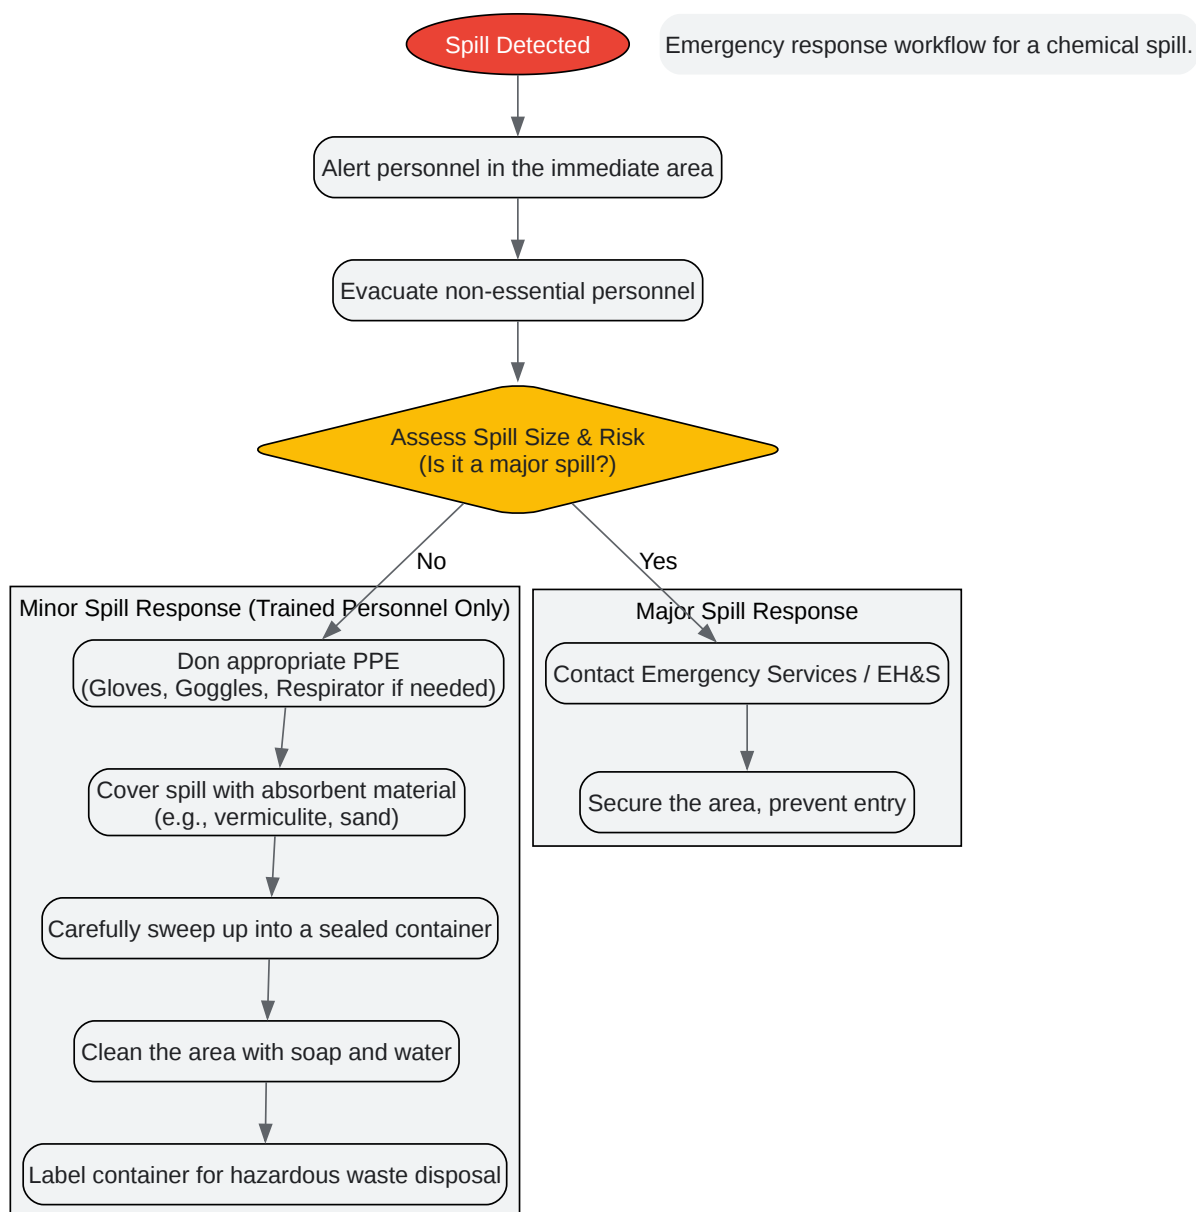 Spill Detected
Emergency response workflow for a chemical spill.
Alert personnel in the immediate area
Evacuate non-essential personnel
Assess Spill Size & Risk
(Is it a major spill?)
No
Yes
Minor Spill Response (Trained Personnel Only)
Don appropriate PPE
(Gloves, Goggles, Respirator if needed)
Cover spill with absorbent material
(e.g., vermiculite, sand)
Carefully sweep up into a sealed container
Clean the area with soap and water
Label container for hazardous waste disposal
Major Spill Response
Contact Emergency Services / EH&S
Secure the area, prevent entry